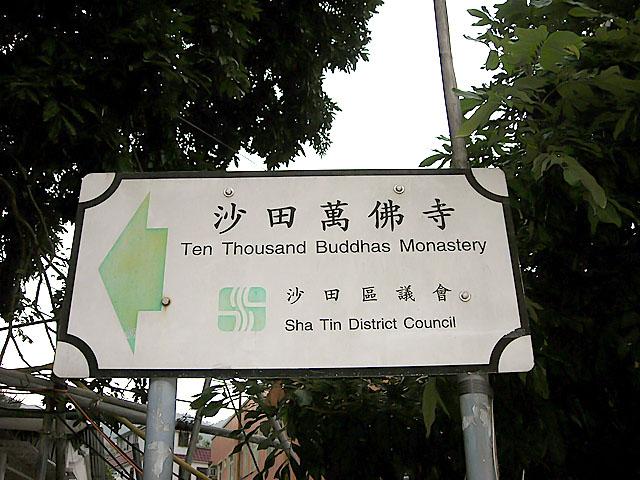 沙田萬佛寺
Ten Thousand Buddhas Monastery
沙田區議會
Sha Tin District Council